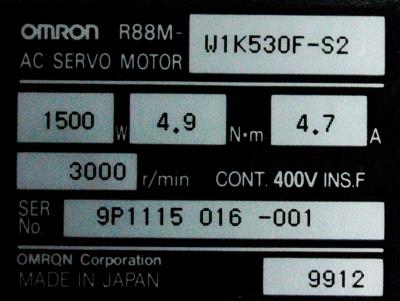 OMRON R88M- W1K530F-S2
AC SERVO MOTOR
1500 W 4.9 N·m 4.7 A
3000 r/min CONT. 400V INS.F
SER. No. 9P1115 016 -001
OMRON Corporation
MADE IN JAPAN 9912